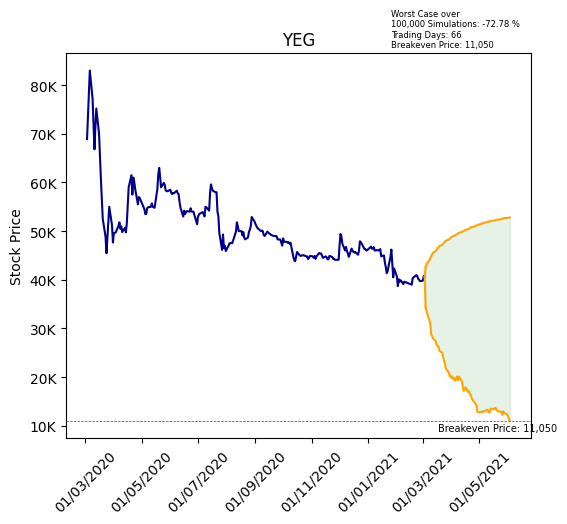 Worst Case over
100,000 Simulations: -72.78 %
Trading Days: 66
Breakeven Price: 11,050
YEG
Stock Price
80K
70K
60K
50K
40K
30K
20K
10K
Breakeven Price: 11,050
01/03/2020
01/05/2020
01/07/2020
01/09/2020
01/11/2020
01/01/2021
01/03/2021
01/05/2021